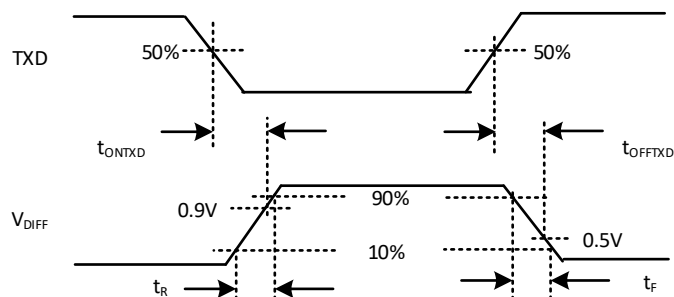 TXD
50%
50%
tONTXD
tOFFTXD
VDIFF
0.9V
90%
10%
0.5V
tR
tF